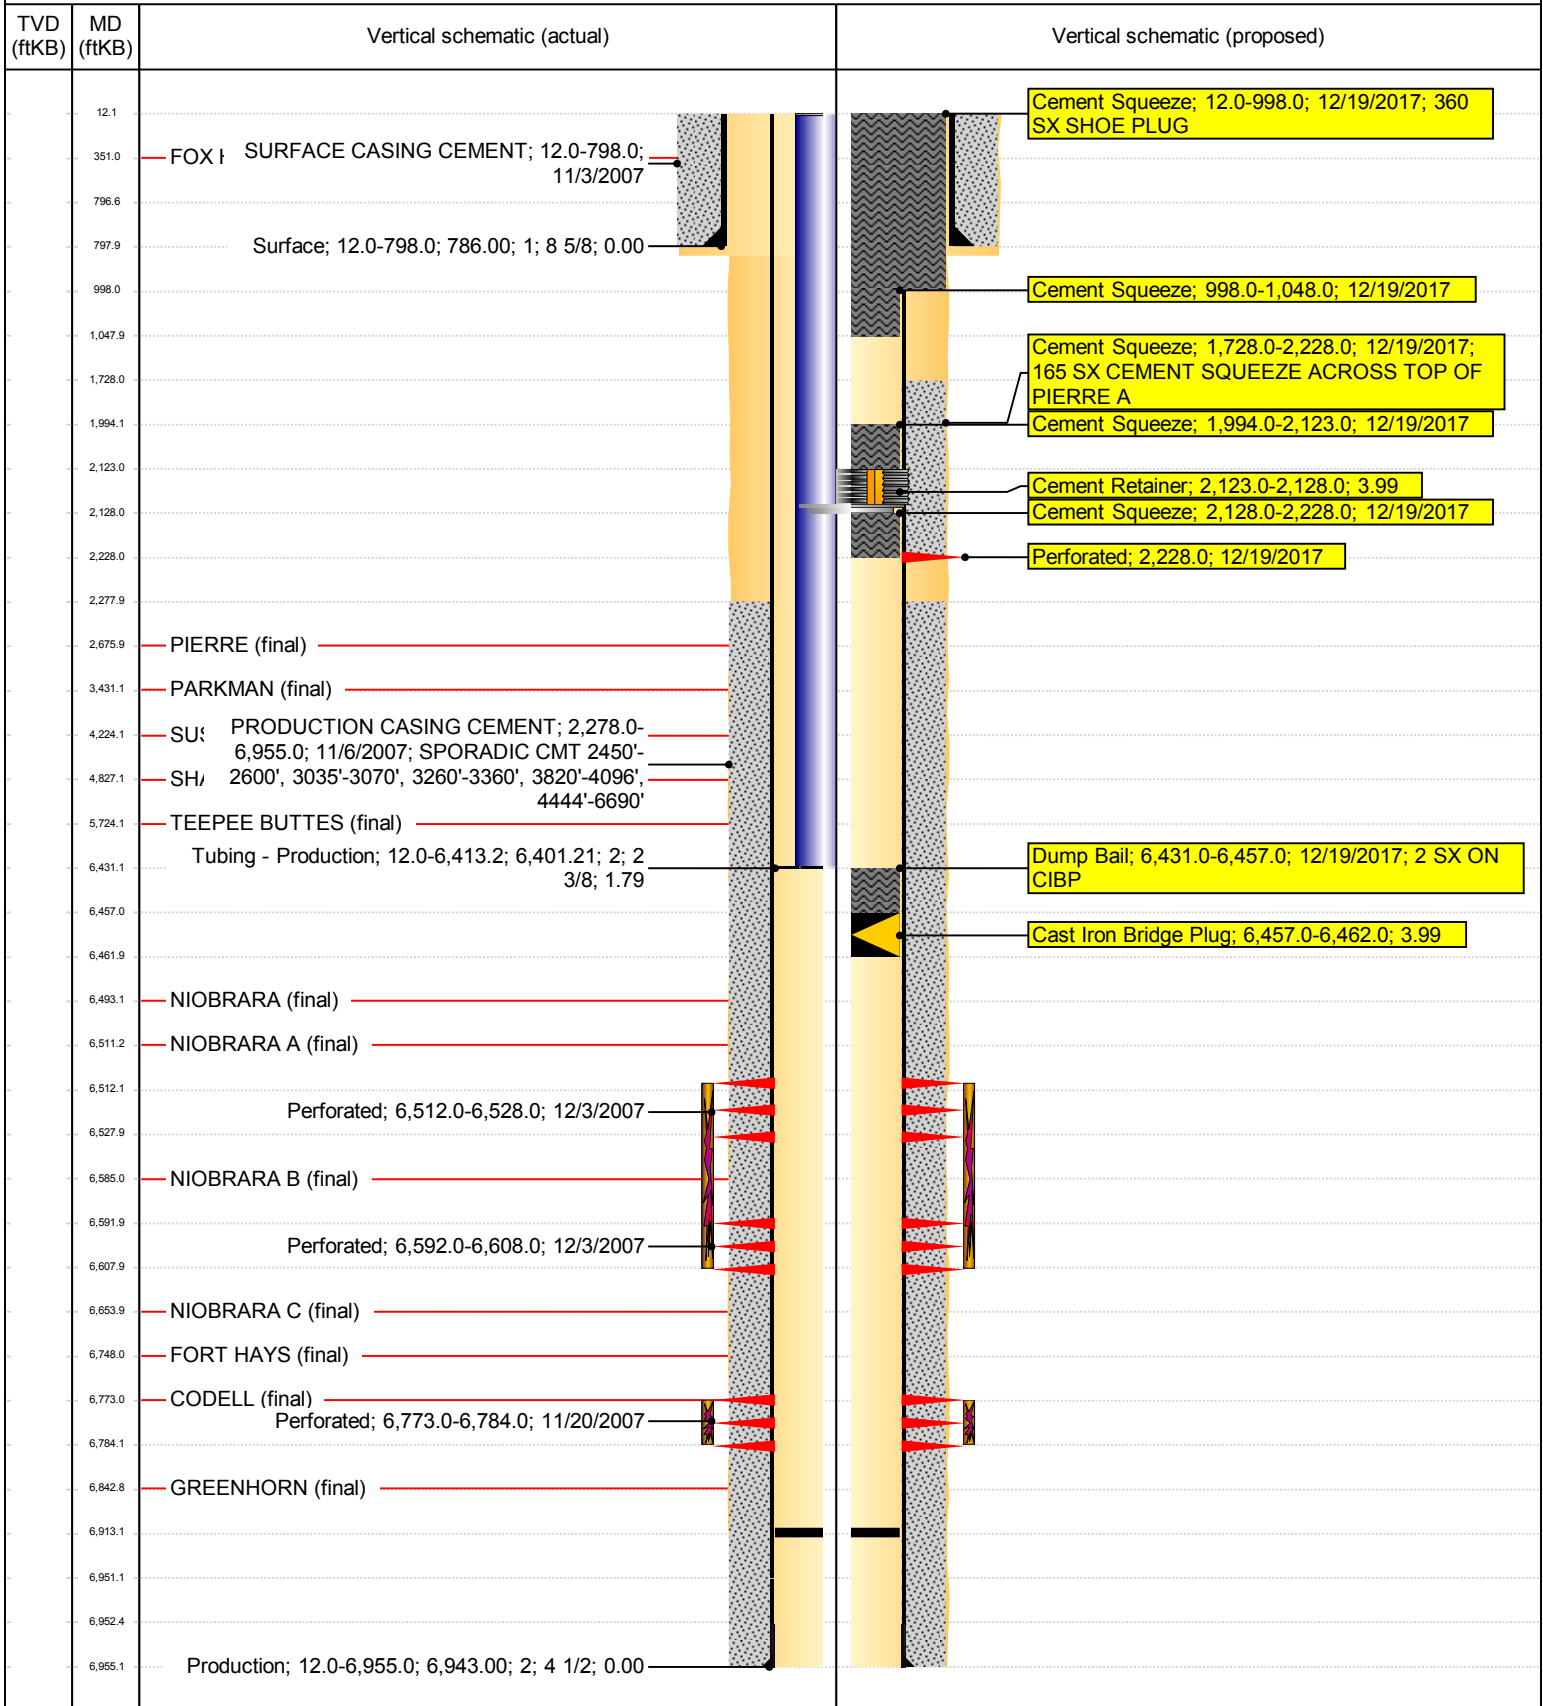 TVD (ftKB)
MD (ftKB)
Vertical schematic (actual)
Vertical schematic (proposed)
12.1
Cement Squeeze; 12.0-998.0; 12/19/2017; 360
SX SHOE PLUG
351.0
FOX H
SURFACE CASING CEMENT; 12.0-798.0;
11/3/2007
796.6
797.9
Surface; 12.0-798.0; 786.00; 1; 8 5/8; 0.00
998.0
Cement Squeeze; 998.0-1,048.0; 12/19/2017
1,047.9
Cement Squeeze; 1,728.0-2,228.0; 12/19/2017;
165 SX CEMENT SQUEEZE ACROSS TOP OF
PIERRE A
1,728.0
1,994.1
Cement Squeeze; 1,994.0-2,123.0; 12/19/2017
2,123.0
Cement Retainer; 2,123.0-2,128.0; 3.99
2,128.0
Cement Squeeze; 2,128.0-2,228.0; 12/19/2017
2,228.0
Perforated; 2,228.0; 12/19/2017
2,277.9
2,675.9
PIERRE (final)
3,431.1
PARKMAN (final)
4,224.1
SUS
PRODUCTION CASING CEMENT; 2,278.0-
6,955.0; 11/6/2007; SPORADIC CMT 2450'-
2600', 3035'-3070', 3260'-3360', 3820'-4096',
4444'-6690'
4,827.1
SHA
5,724.1
TEEPEE BUTTES (final)
6,431.1
Tubing - Production; 12.0-6,413.2; 6,401.21; 2; 2
3/8; 1.79
Dump Bail; 6,431.0-6,457.0; 12/19/2017; 2 SX ON
CIBP
6,457.0
Cast Iron Bridge Plug; 6,457.0-6,462.0; 3.99
6,461.9
6,493.1
NIOBRARA (final)
6,511.2
NIOBRARA A (final)
6,512.1
Perforated; 6,512.0-6,528.0; 12/3/2007
6,527.9
6,585.0
NIOBRARA B (final)
6,591.9
Perforated; 6,592.0-6,608.0; 12/3/2007
6,607.9
6,653.9
NIOBRARA C (final)
6,748.0
FORT HAYS (final)
6,773.0
CODELL (final)
Perforated; 6,773.0-6,784.0; 11/20/2007
6,784.1
6,842.8
GREENHORN (final)
6,913.1
6,951.1
6,952.4
6,955.1
Production; 12.0-6,955.0; 6,943.00; 2; 4 1/2; 0.00